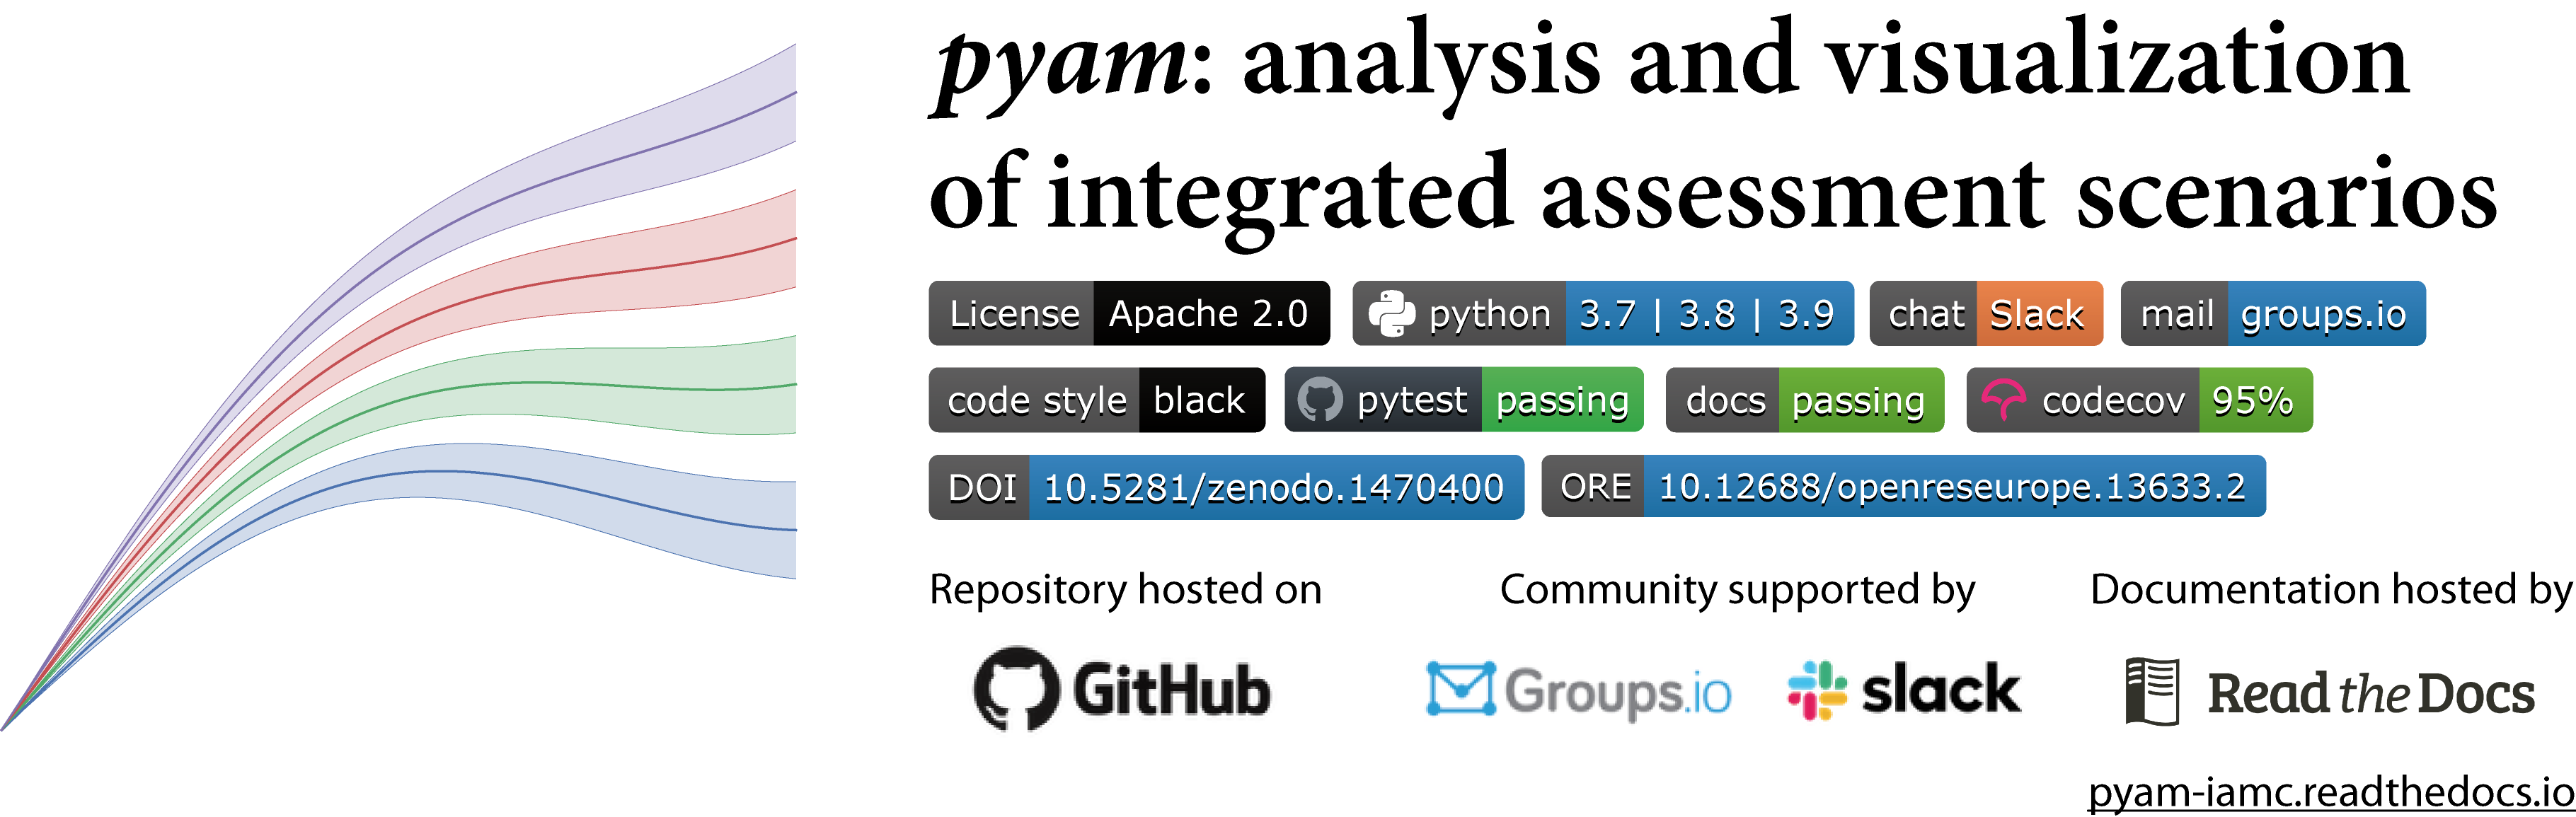 pyam: analysis and visualization
of integrated assessment scenarios
License Apache 2.0 python 3.7 | 3.8 | 3.9 chat Slack mail groups.io
code style black pytest passing docs passing codecov 95%
DOI 10.5281/zenodo.1470400 ORE 10.12688/openreseurope.13633.2
Repository hosted on Community supported by Documentation hosted by
GitHub Groups.io slack Read the Docs
pyam-iamc.readthedocs.io